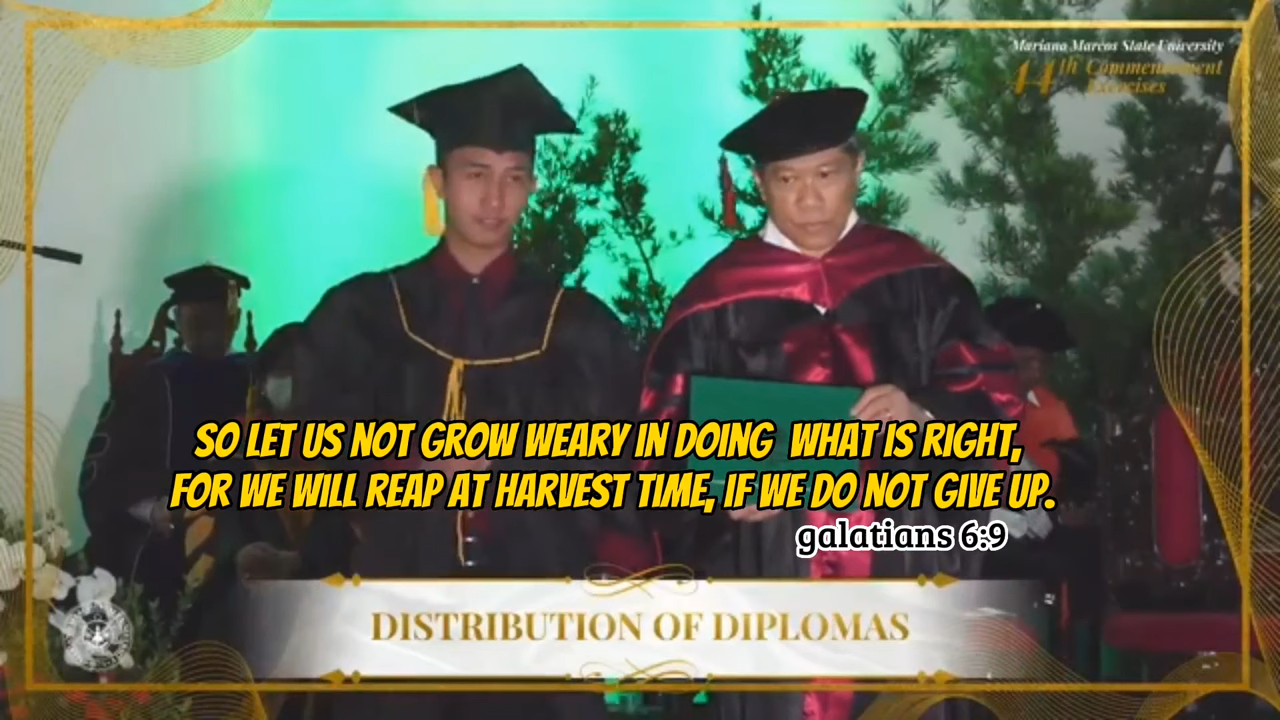 Mariano Marcos State University
44th Commencement
Exercises
SO LET US NOT GROW WEARY IN DOING WHAT IS RIGHT,
FOR WE WILL REAP AT HARVEST TIME, IF WE DO NOT GIVE UP.
galatians 6:9
DISTRIBUTION OF DIPLOMAS